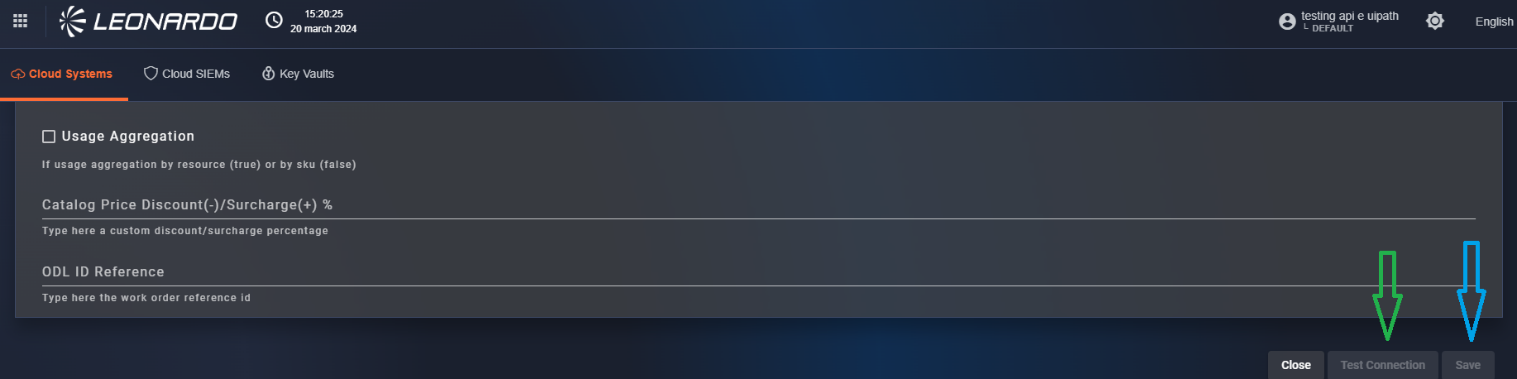 LEONARDO
15:20:25
20 march 2024
testing api e uipath
DEFAULT
English
Cloud Systems
Cloud SIEMs
Key Vaults
Usage Aggregation
If usage aggregation by resource (true) or by sku (false)
Catalog Price Discount(-)/Surcharge(+) %
Type here a custom discount/surcharge percentage
ODL ID Reference
Type here the work order reference id
Close
Test Connection
Save